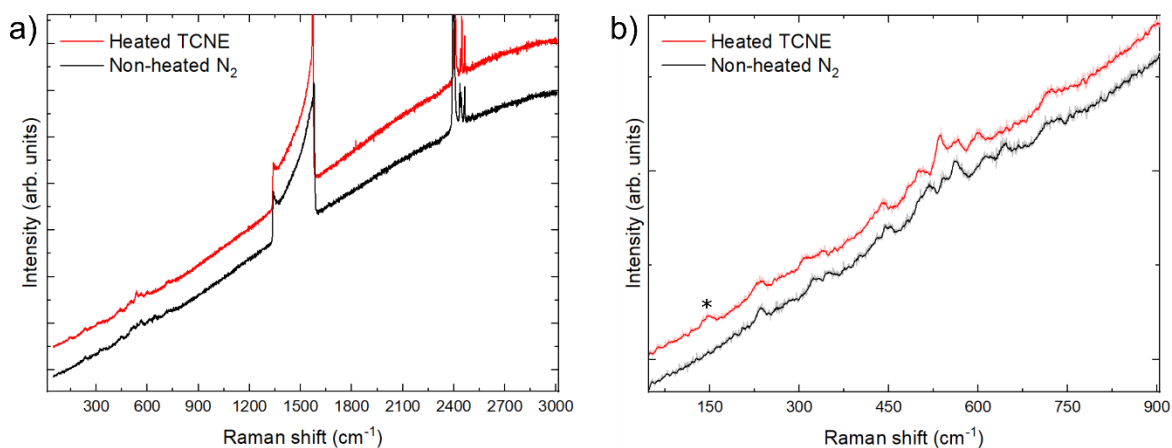 a)
Heated TCNE
Non-heated N₂
Intensity (arb. units)
300 600 900 1200 1500 1800 2100 2400 2700 3000
Raman shift (cm⁻¹)
b)
Heated TCNE
Non-heated N₂
*
Intensity (arb. units)
150 300 450 600 750 900
Raman shift (cm⁻¹)